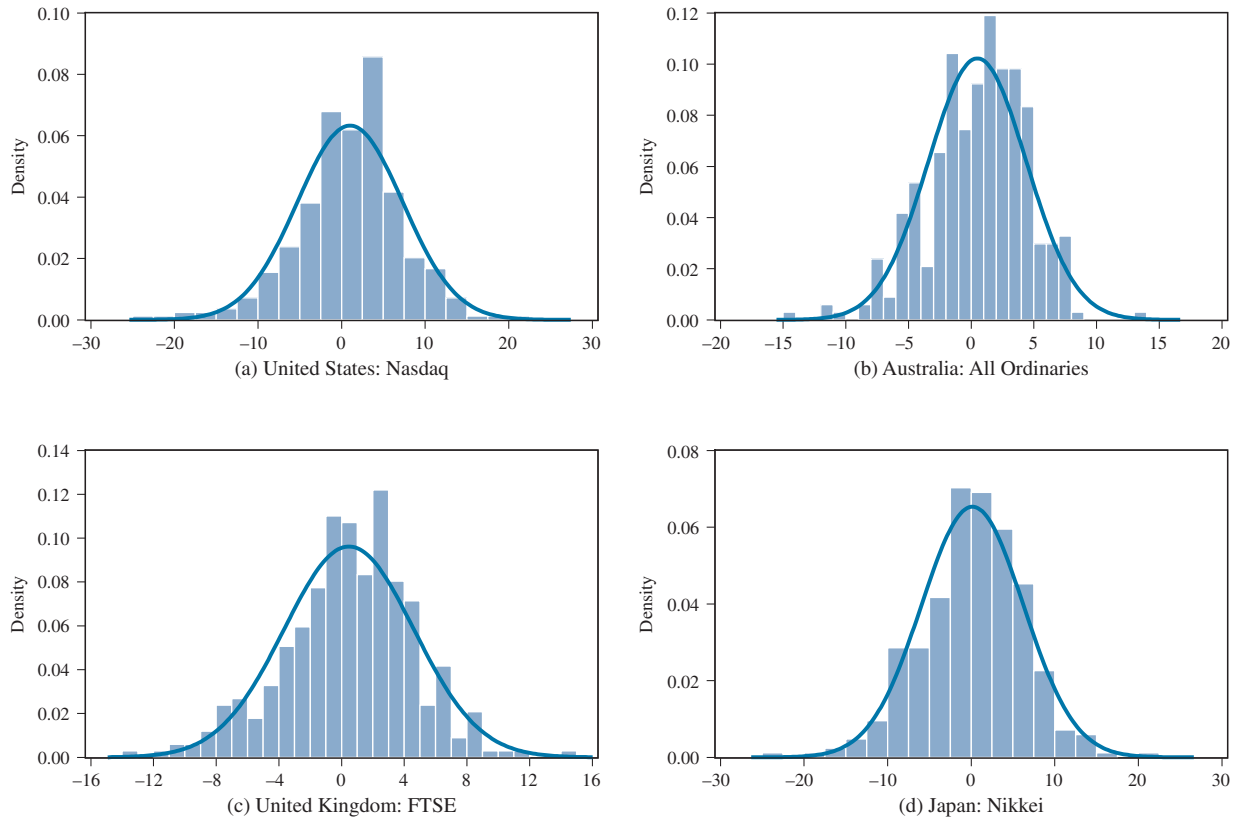 0.10
0.08
0.06
0.04
0.02
0.00
Density
–30 –20 –10 0 10 20 30
(a) United States: Nasdaq
0.12
0.10
0.08
0.06
0.04
0.02
0.00
Density
–20 –15 –10 –5 0 5 10 15 20
(b) Australia: All Ordinaries
0.14
0.12
0.10
0.08
0.06
0.04
0.02
0.00
Density
–16 –12 –8 –4 0 4 8 12 16
(c) United Kingdom: FTSE
0.08
0.06
0.04
0.02
0.00
Density
–30 –20 –10 0 10 20 30
(d) Japan: Nikkei